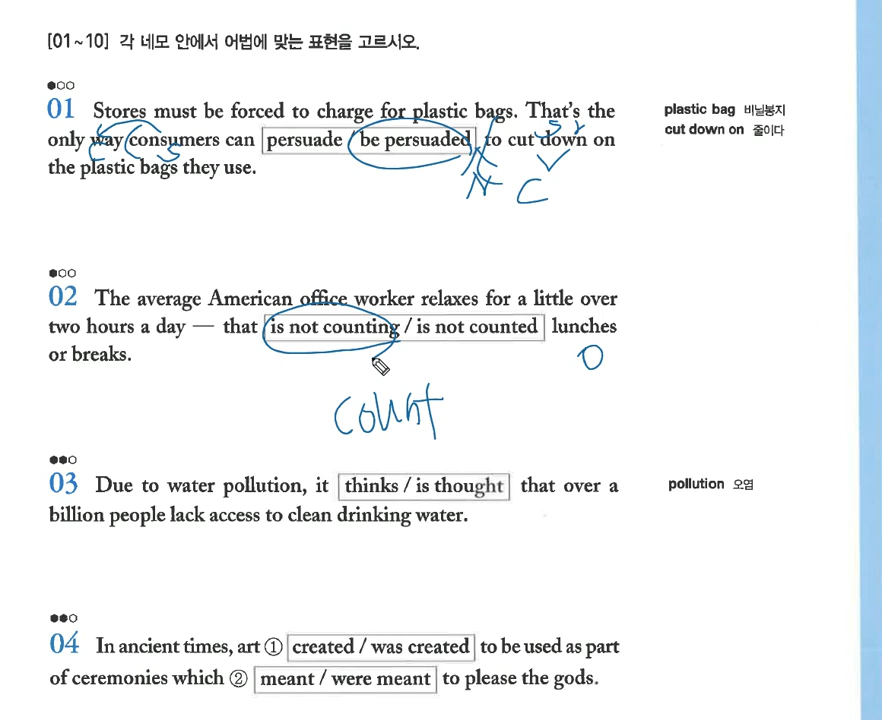 [01~10] 각 네모 안에서 어법에 맞는 표현을 고르시오.
01 Stores must be forced to charge for plastic bags. That's the
only way consumers can persuade / be persuaded to cut down on
the plastic bags they use.
plastic bag 비닐봉지
cut down on 줄이다
S
V
C
S
N
C
02 The average American office worker relaxes for a little over
two hours a day — that is not counting / is not counted lunches
or breaks.
O
count
03 Due to water pollution, it thinks / is thought that over a
billion people lack access to clean drinking water.
pollution 오염
04 In ancient times, art ① created / was created to be used as part
of ceremonies which ② meant / were meant to please the gods.